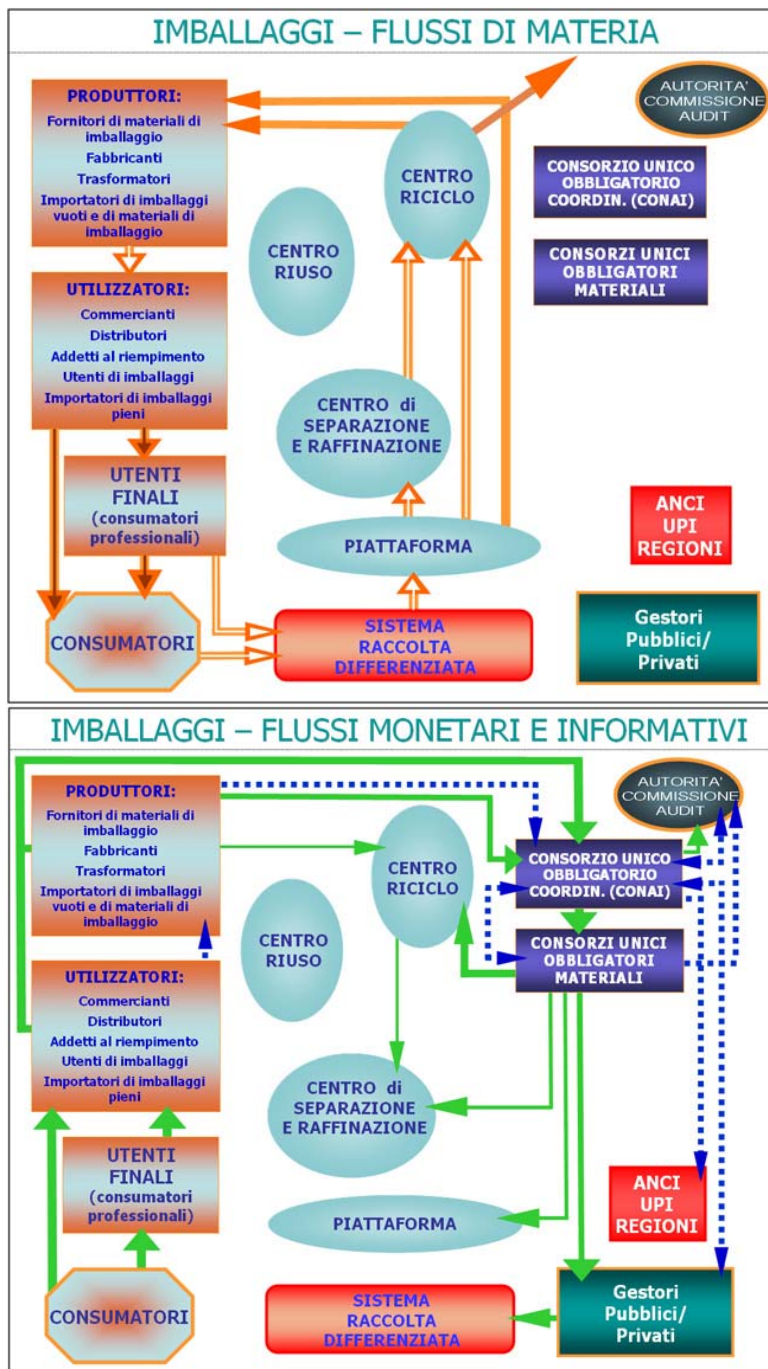 IMBALLAGGI – FLUSSI DI MATERIA
PRODUTTORI:
Fornitori di materiali di
imballaggio
Fabbricanti
Trasformatori
Importatori di imballaggi
vuoti e di materiali di
imballaggio
CENTRO
RICICLO
AUTORITA'
COMMISSIONE
AUDIT
CONSORZIO UNICO
OBBLIGATORIO
COORDIN. (CONAI)
CENTRO
RIUSO
CONSORZI UNICI
OBBLIGATORI
MATERIALI
UTILIZZATORI:
Commercianti
Distributori
Addetti al riempimento
Utenti di imballaggi
Importatori di imballaggi
pieni
CENTRO di
SEPARAZIONE
E RAFFINAZIONE
UTENTI
FINALI
(consumatori
professionali)
PIATTAFORMA
ANCI
UPI
REGIONI
CONSUMATORI
SISTEMA
RACCOLTA
DIFFERENZIATA
Gestori
Pubblici/
Privati
IMBALLAGGI – FLUSSI MONETARI E INFORMATIVI
PRODUTTORI:
Fornitori di materiali di
imballaggio
Fabbricanti
Trasformatori
Importatori di imballaggi
vuoti e di materiali di
imballaggio
CENTRO
RICICLO
AUTORITA'
COMMISSIONE
AUDIT
CONSORZIO UNICO
OBBLIGATORIO
COORDIN. (CONAI)
CENTRO
RIUSO
CONSORZI UNICI
OBBLIGATORI
MATERIALI
UTILIZZATORI:
Commercianti
Distributori
Addetti al riempimento
Utenti di imballaggi
Importatori di imballaggi
pieni
CENTRO di
SEPARAZIONE
E RAFFINAZIONE
UTENTI
FINALI
(consumatori
professionali)
PIATTAFORMA
ANCI
UPI
REGIONI
CONSUMATORI
SISTEMA
RACCOLTA
DIFFERENZIATA
Gestori
Pubblici/
Privati